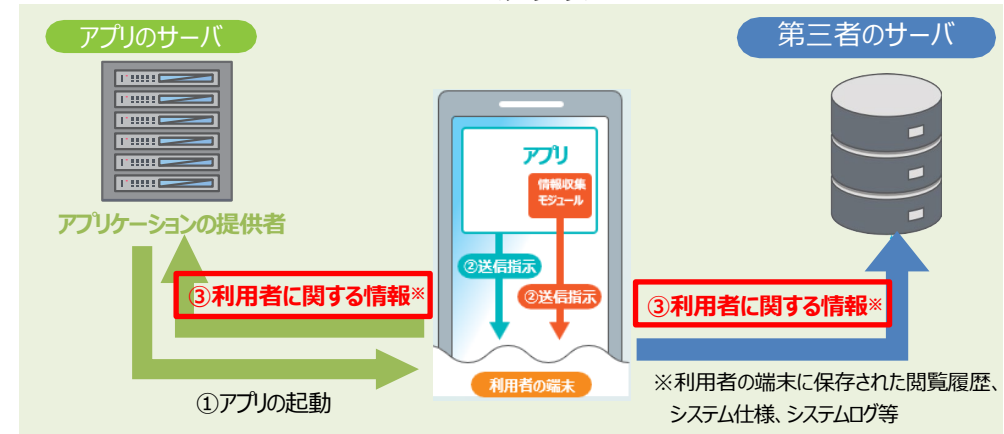 アプリのサーバ
第三者のサーバ
アプリ
情報収集
モジュール
アプリケーションの提供者
②送信指示
③利用者に関する情報※
②送信指示
③利用者に関する情報※
利用者の端末
①アプリの起動
※利用者の端末に保存された閲覧履歴、
システム仕様、システムログ等